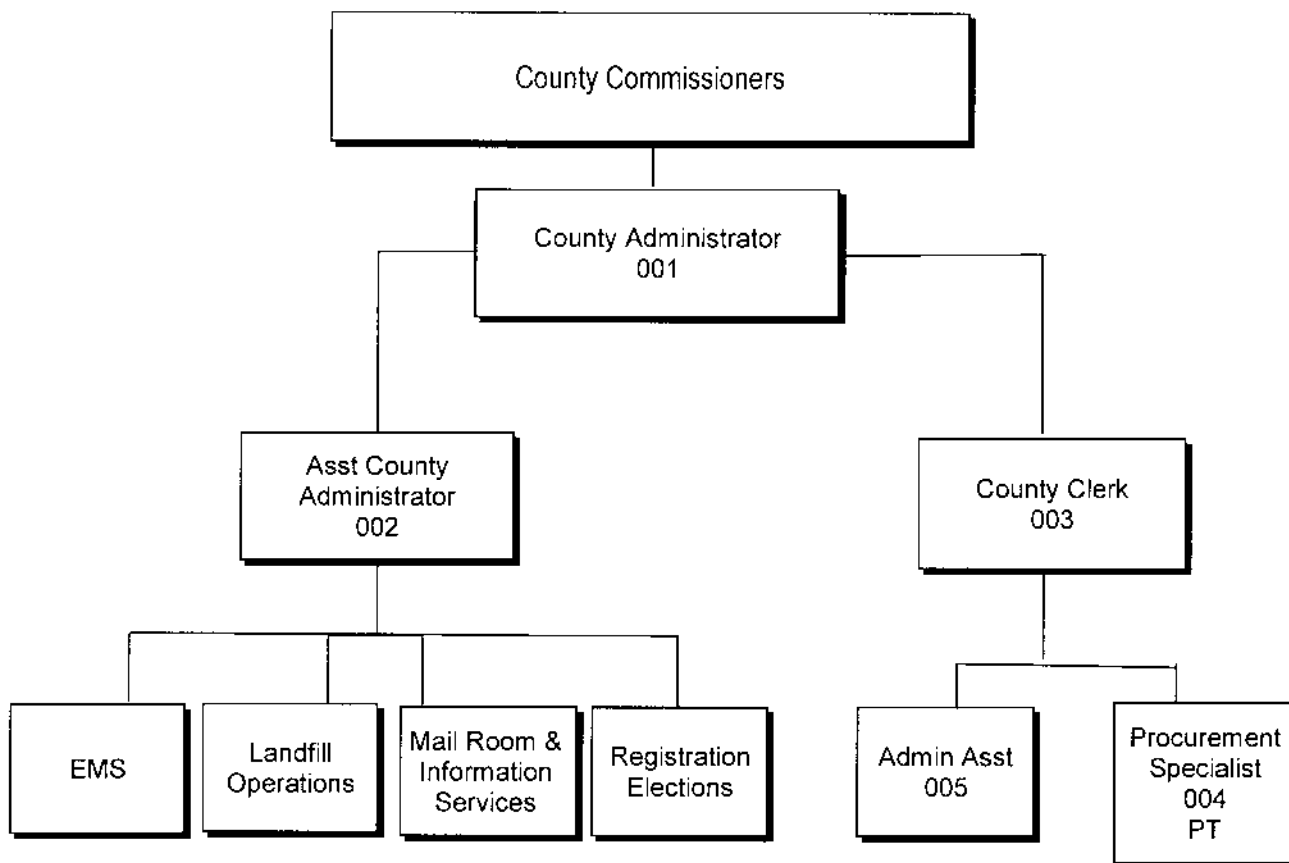 County Commissioners
County Administrator
001
Asst County
Administrator
002
County Clerk
003
EMS
Landfill
Operations
Mail Room &
Information
Services
Registration
Elections
Admin Asst
005
Procurement
Specialist
004
PT